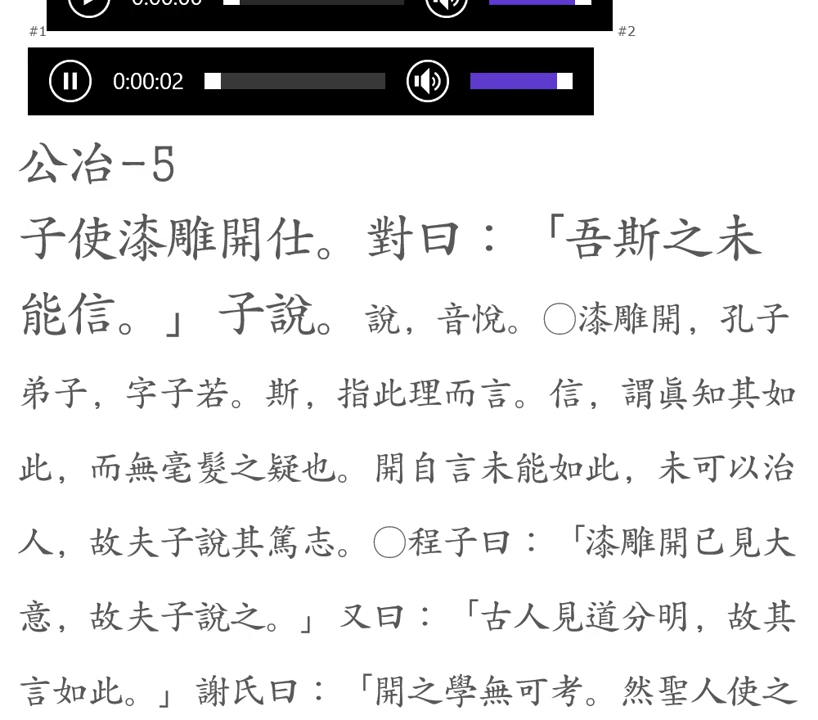 0:00:00
#1 #2
0:00:02
公冶-5
子使漆雕開仕。對曰：「吾斯之未
能信。」子說。說，音悅。○漆雕開，孔子
弟子，字子若。斯，指此理而言。信，謂眞知其如
此，而無毫髮之疑也。開自言未能如此，未可以治
人，故夫子說其篤志。○程子曰：「漆雕開已見大
意，故夫子說之。」又曰：「古人見道分明，故其
言如此。」謝氏曰：「開之學無可考。然聖人使之